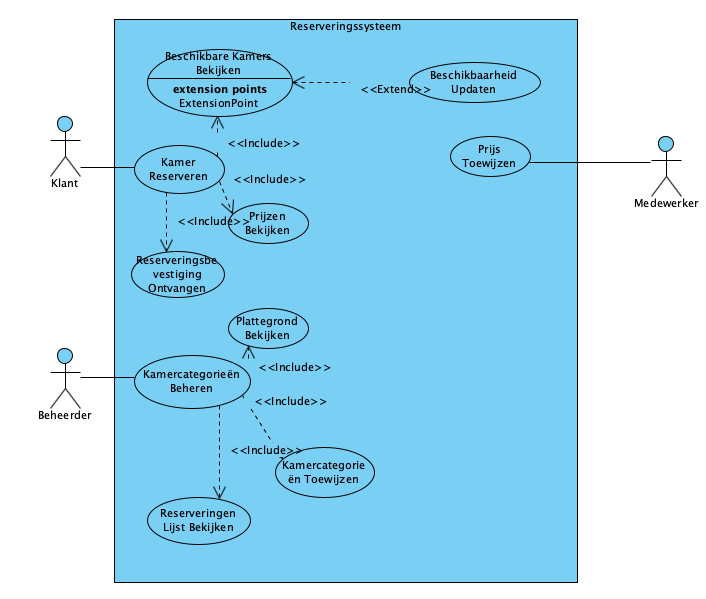 Reserveringssysteem
Beschikbare Kamers
Bekijken
extension points
ExtensionPoint
<<Extend>>
Beschikbaarheid
Updaten
<<Include>>
Kamer
Reserveren
<<Include>>
Prijs
Toewijzen
Klant
Medewerker
<<Include>>
Prijzen
Bekijken
Reserveringsbe
vestiging
Ontvangen
Plattegrond
Bekijken
<<Include>>
Kamercategorieën
Beheren
Beheerder
<<Include>>
<<Include>>
Kamercategorie
ën Toewijzen
Reserveringen
Lijst Bekijken